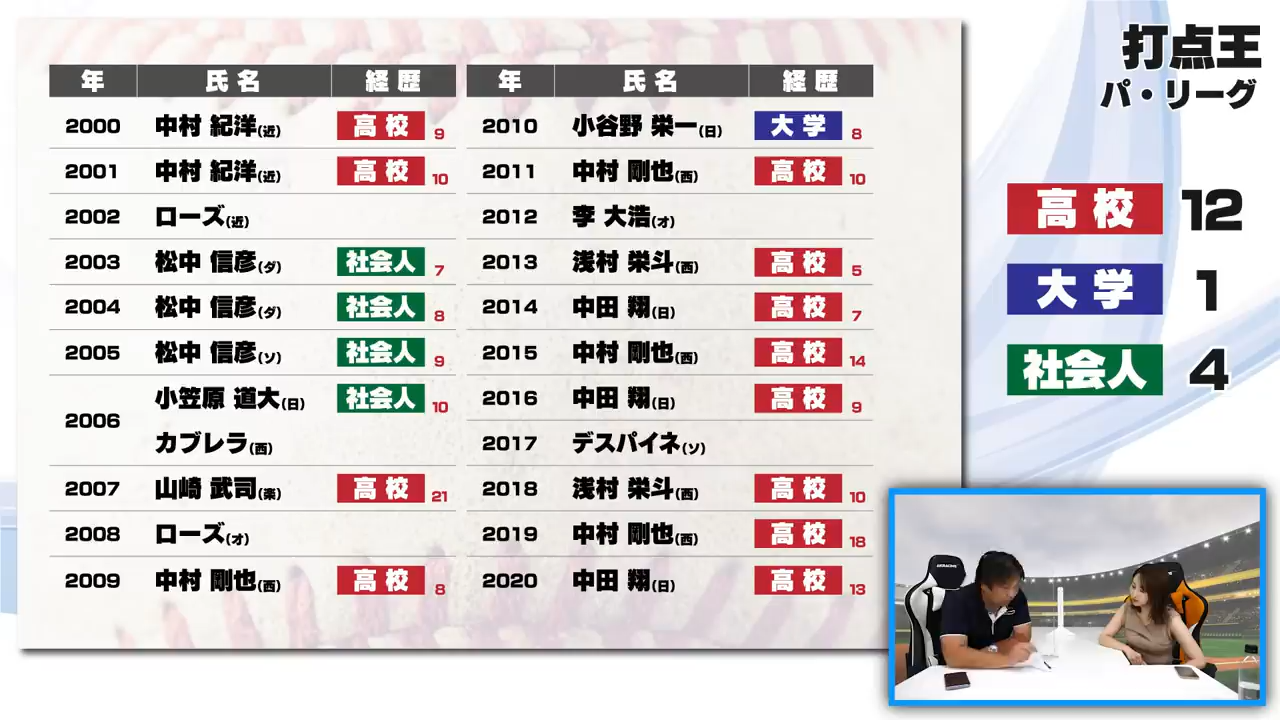 打点王
パ・リーグ
年 氏名 経歴
2000 中村 紀洋(近) 高校 9
2001 中村 紀洋(近) 高校 10
2002 ローズ(近)
2003 松中 信彦(ダ) 社会人 7
2004 松中 信彦(ダ) 社会人 8
2005 松中 信彦(ソ) 社会人 9
2006 小笠原 道大(日) 社会人 10
カブレラ(西)
2007 山崎 武司(楽) 高校 21
2008 ローズ(オ)
2009 中村 剛也(西) 高校 8
年 氏名 経歴
2010 小谷野 栄一(日) 大学 8
2011 中村 剛也(西) 高校 10
2012 李 大浩(オ)
2013 浅村 栄斗(西) 高校 5
2014 中田 翔(日) 高校 7
2015 中村 剛也(西) 高校 14
2016 中田 翔(日) 高校 9
2017 デスパイネ(ソ)
2018 浅村 栄斗(西) 高校 10
2019 中村 剛也(西) 高校 18
2020 中田 翔(日) 高校 13
高校 12
大学 1
社会人 4
AKRACING